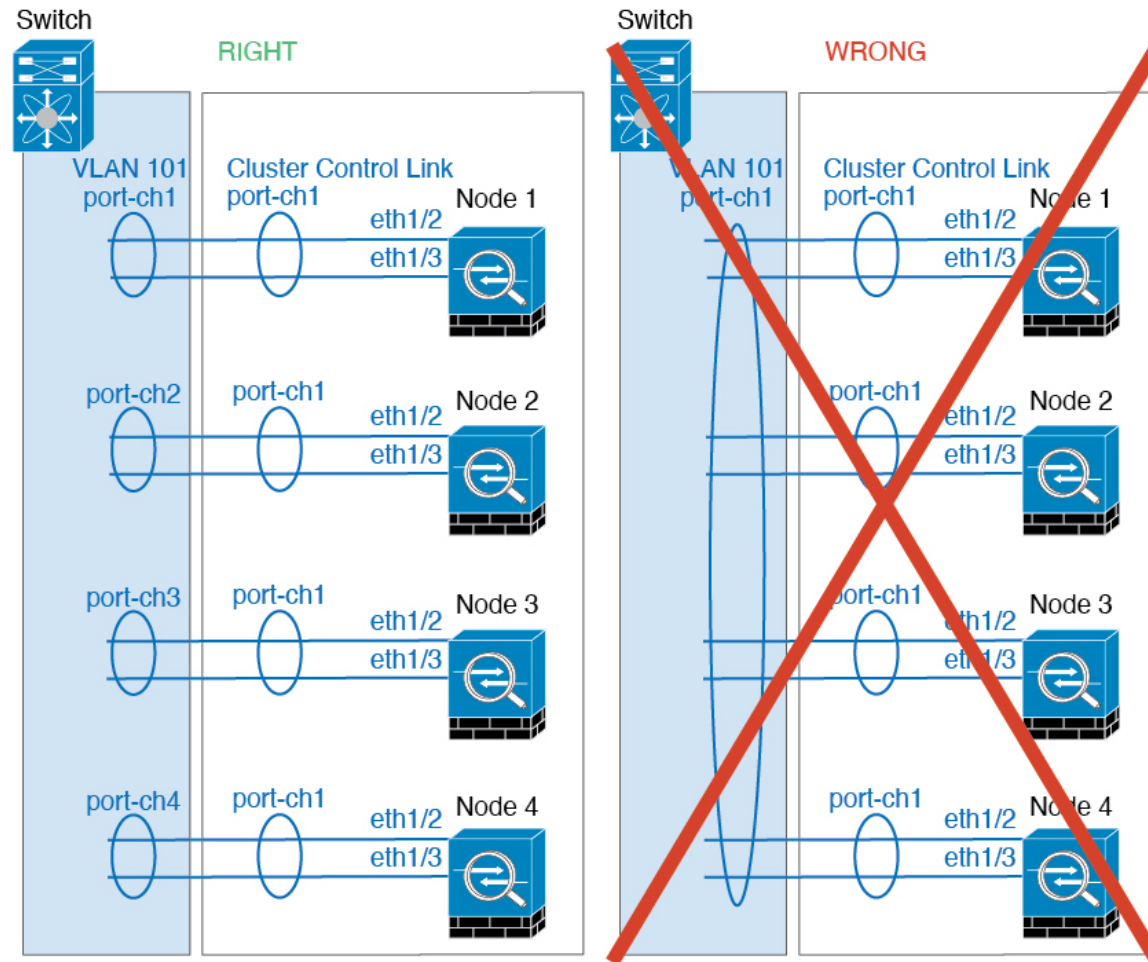 Switch
RIGHT
VLAN 101
port-ch1
Cluster Control Link
port-ch1
Node 1
eth1/2
eth1/3
port-ch2
port-ch1
Node 2
eth1/2
eth1/3
port-ch3
port-ch1
Node 3
eth1/2
eth1/3
port-ch4
port-ch1
Node 4
eth1/2
eth1/3
Switch
WRONG
VLAN 101
port-ch1
Cluster Control Link
port-ch1
Node 1
eth1/2
eth1/3
port-ch1
Node 2
eth1/2
eth1/3
port-ch1
Node 3
eth1/2
eth1/3
port-ch1
Node 4
eth1/2
eth1/3